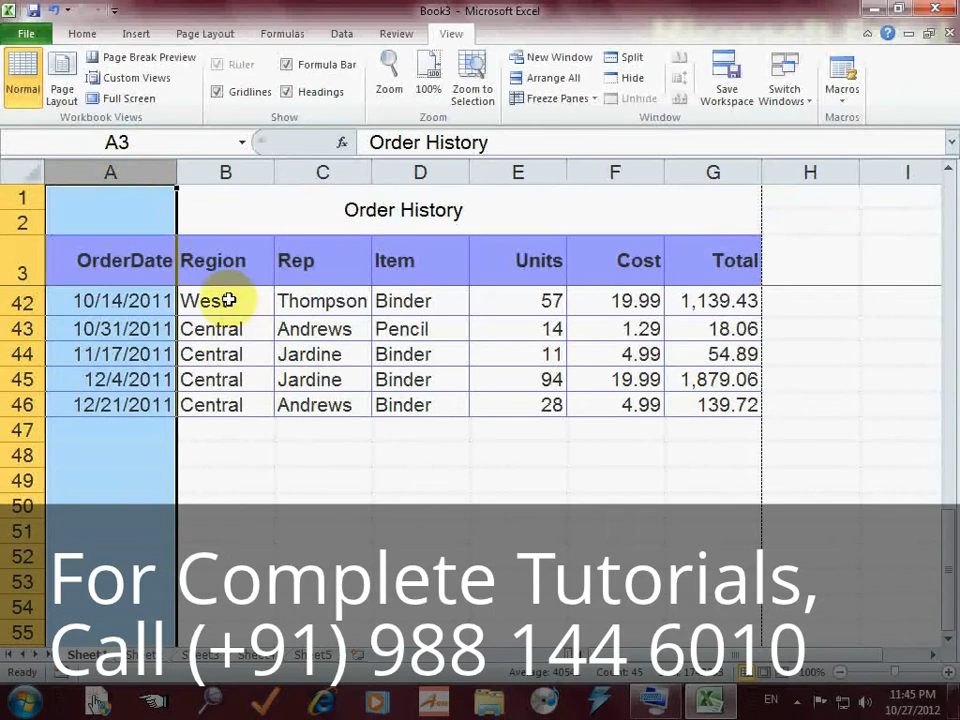 Book3 - Microsoft Excel
File Home Insert Page Layout Formulas Data Review View
Normal
Page Layout
Page Break Preview
Custom Views
Full Screen
Workbook Views
Ruler
Formula Bar
Gridlines
Headings
Show
Zoom
100%
Zoom to Selection
Zoom
New Window
Arrange All
Freeze Panes
Split
Hide
Unhide
Save Workspace
Switch Windows
Window
Macros
Macros
A3 fx Order History
A B C D E F G H I
1
2 Order History
3 OrderDate Region Rep Item Units Cost Total
42 10/14/2011 West Thompson Binder 57 19.99 1,139.43
43 10/31/2011 Central Andrews Pencil 14 1.29 18.06
44 11/17/2011 Central Jardine Binder 11 4.99 54.89
45 12/4/2011 Central Jardine Binder 94 19.99 1,879.06
46 12/21/2011 Central Andrews Binder 28 4.99 139.72
47
48
49
50
51
52
53
54
55
For Complete Tutorials,
Call (+91) 988 144 6010
Ready 100%
EN 11:45 PM
10/27/2012